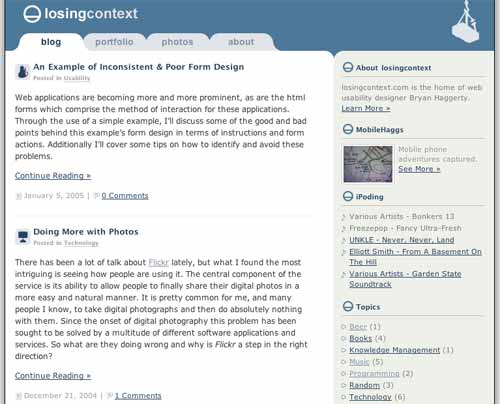 losingcontext
blog
portfolio
photos
about
An Example of Inconsistent & Poor Form Design
Posted in Usability
Web applications are becoming more and more prominent, as are the html
forms which comprise the method of interaction for these applications.
Through the use of a simple example, I'll discuss some of the good and bad
points behind this example's form design in terms of instructions and form
actions. Additionally I'll cover some tips on how to identify and avoid these
problems.
Continue Reading »
January 5, 2005 | 0 Comments
Doing More with Photos
Posted in Technology
There has been a lot of talk about Flickr lately, but what I found the most
intriguing is seeing how people are using it. The central component of the
service is its ability to allow people to finally share their digital photos in a
more easy and natural manner. It is pretty common for me, and many
people I know, to take digital photographs and then do absolutely nothing
with them. Since the onset of digital photography this problem has been
sought to be solved by a multitude of different software applications and
services. So what are they doing wrong and why is Flickr a step in the right
direction?
Continue Reading »
December 21, 2004 | 1 Comments
About losingcontext
losingcontext.com is the home of web
usability designer Bryan Haggerty.
Learn More »
MobileHaggs
Mobile phone
adventures captured.
See More »
iPoding
Various Artists - Bonkers 13
Freezepop - Fancy Ultra-Fresh
UNKLE - Never, Never, Land
Elliott Smith - From A Basement On
The Hill
Various Artists - Garden State
Soundtrack
Topics
Beer (1)
Books (4)
Knowledge Management (1)
Music (5)
Programming (2)
Random (3)
Technology (6)